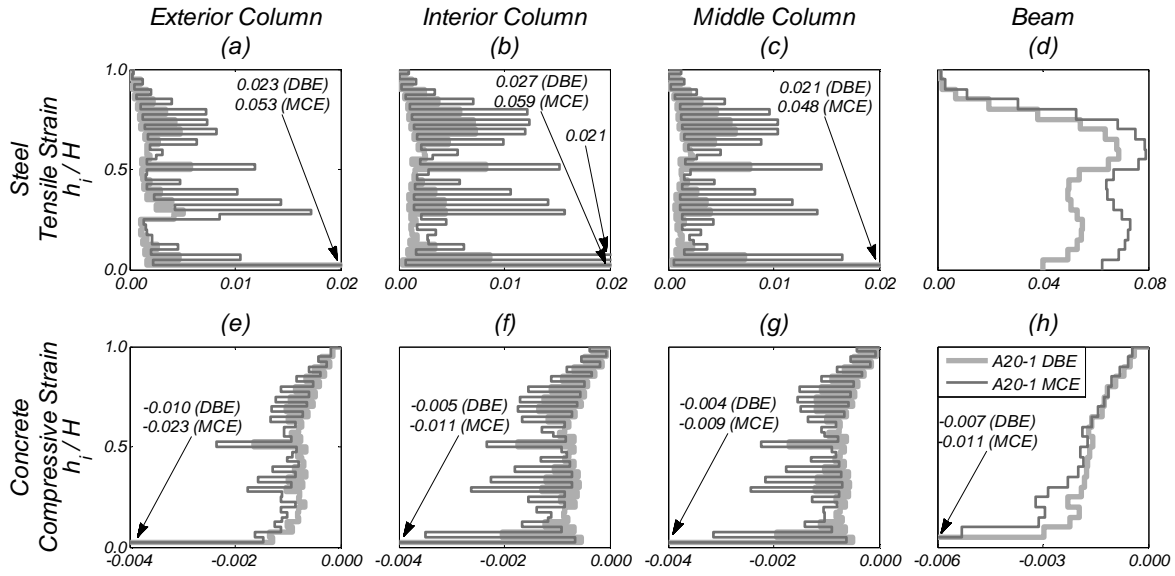 Exterior Column
Interior Column
Middle Column
Beam
(a)
(b)
(c)
(d)
Steel
Tensile Strain
h_i / H
1.0
0.5
0.0
0.023 (DBE)
0.053 (MCE)
0.00
0.01
0.02
0.027 (DBE)
0.059 (MCE)
0.021
0.00
0.01
0.02
0.021 (DBE)
0.048 (MCE)
0.00
0.01
0.02
0.00
0.04
0.08
(e)
(f)
(g)
(h)
Concrete
Compressive Strain
h_i / H
1.0
0.5
0.0
-0.010 (DBE)
-0.023 (MCE)
-0.004
-0.002
0.000
-0.005 (DBE)
-0.011 (MCE)
-0.004
-0.002
0.000
-0.004 (DBE)
-0.009 (MCE)
-0.004
-0.002
0.000
A20-1 DBE
A20-1 MCE
-0.007 (DBE)
-0.011 (MCE)
-0.006
-0.003
0.000